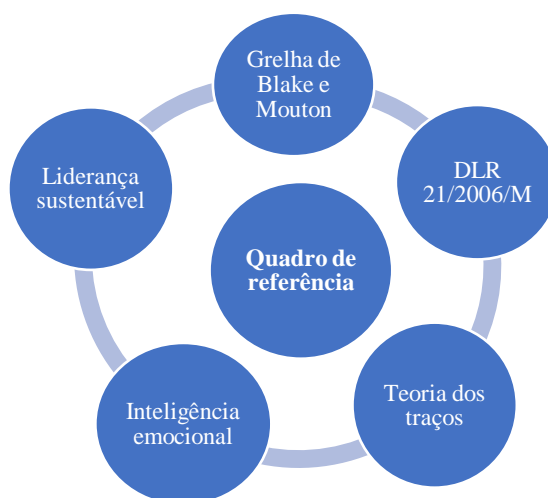 Grelha de
Blake e
Mouton
DLR
21/2006/M
Teoria dos
traços
Inteligência
emocional
Liderança
sustentável
Quadro de
referência